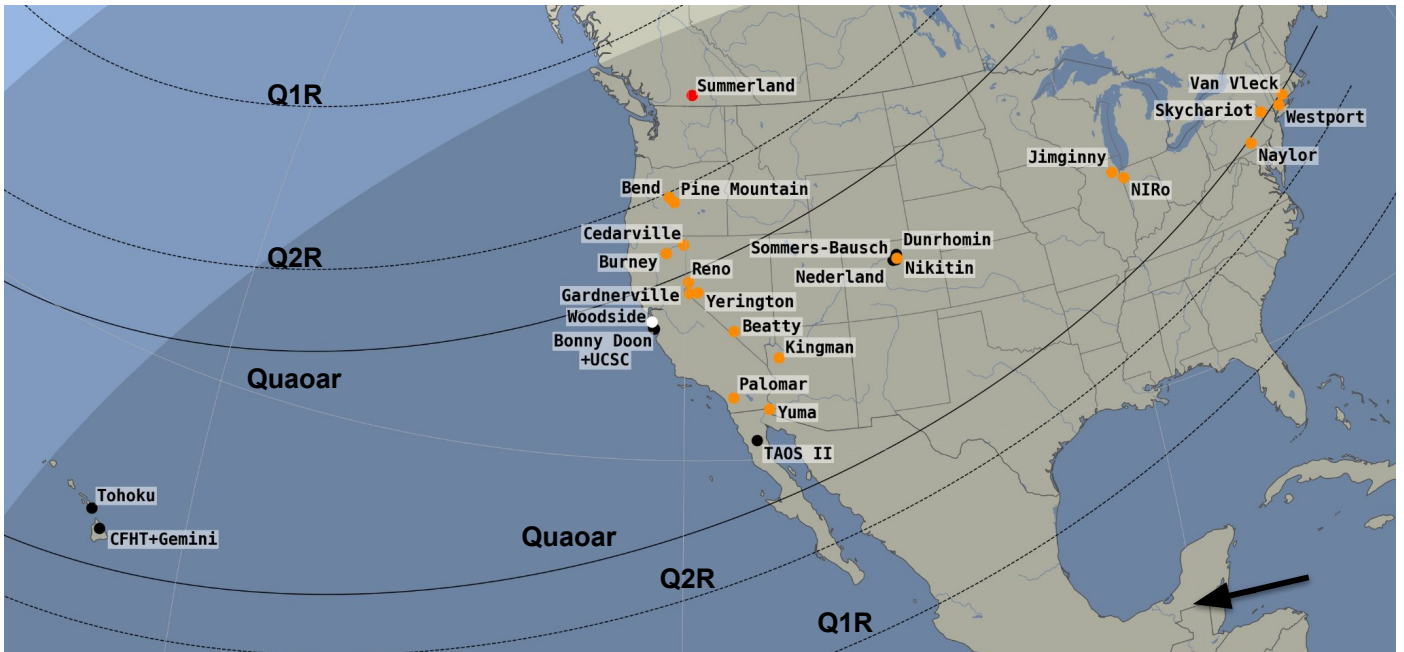 Q1R
Summerland
Van Vleck
Skychariot
Westport
Jimginny
Naylor
NIRo
Bend
Pine Mountain
Cedarville
Sommers-Bausch
Dunrhomin
Q2R
Burney
Reno
Nederland
Nikitin
Gardnerville
Yerington
Woodside
Beatty
Bonny Doon
+UCSC
Kingman
Quaoar
Palomar
Yuma
TAOS II
Tohoku
CFHT+Gemini
Quaoar
Q2R
Q1R